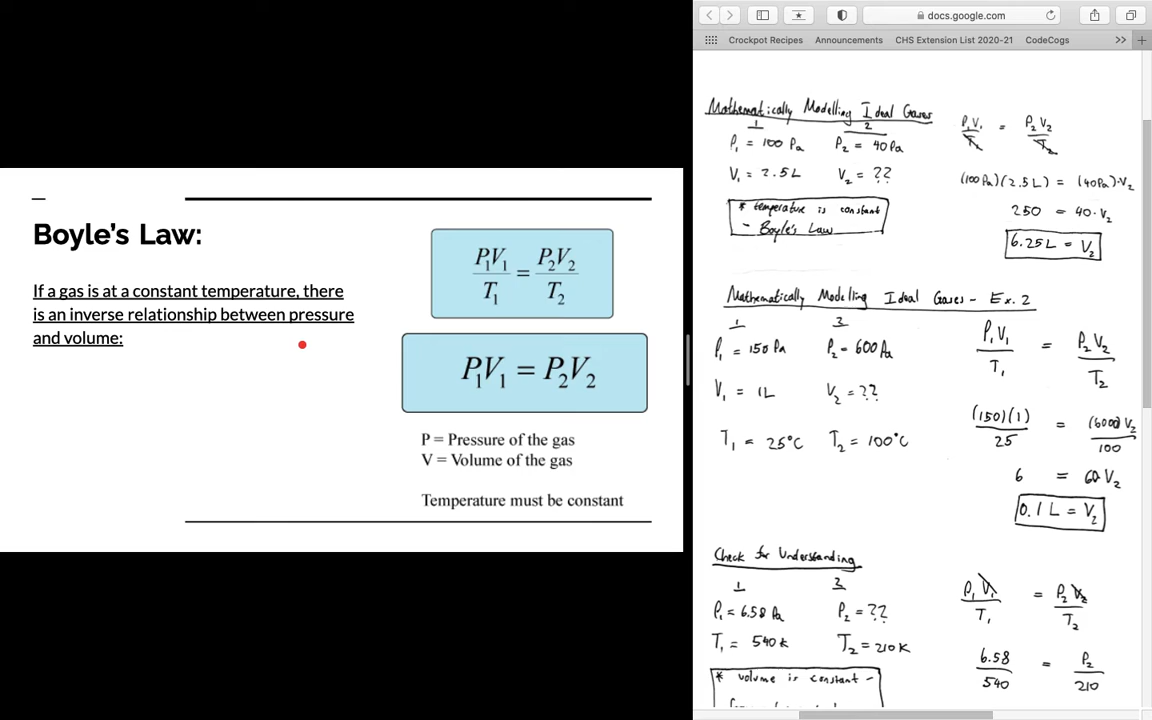 Boyle's Law:
If a gas is at a constant temperature, there
is an inverse relationship between pressure
and volume:
P₁V₁/T₁ = P₂V₂/T₂
P₁V₁ = P₂V₂
P = Pressure of the gas
V = Volume of the gas
Temperature must be constant
docs.google.com
Crockpot Recipes Announcements CHS Extension List 2020-21 CodeCogs >> +
Mathematically Modelling Ideal Gases
1 2
P₁ = 100 Pa P₂ = 40 Pa
V₁ = 2.5 L V₂ = ??
* temperature is constant
- Boyle's Law
P₁V₁/T₁ = P₂V₂/T₂
(100 Pa)(2.5 L) = (40 Pa)·V₂
250 = 40·V₂
6.25 L = V₂
Mathematically Modelling Ideal Gases - Ex. 2
1 2
P₁ = 150 Pa P₂ = 600 Pa
V₁ = 1L V₂ = ??
T₁ = 25°C T₂ = 100°C
P₁V₁/T₁ = P₂V₂/T₂
(150)(1)/25 = (6000)V₂/100
6 = 60 V₂
0.1 L = V₂
Check for Understanding
1 2
P₁ = 6.58 Pa P₂ = ??
T₁ = 540 k T₂ = 210 K
* volume is constant -
P₁V₁/T₁ = P₂V₂/T₂
6.58/540 = P₂/210